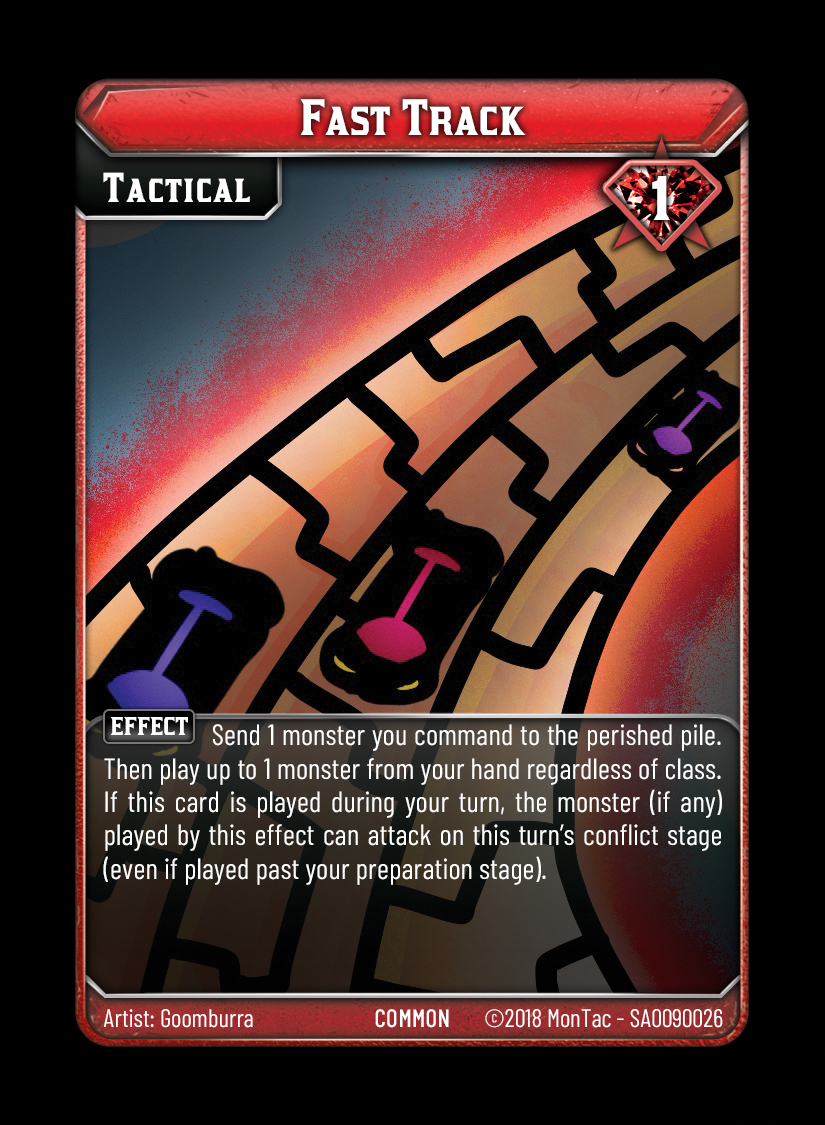 Fast Track
Tactical
1
EFFECT Send 1 monster you command to the perished pile.
Then play up to 1 monster from your hand regardless of class.
If this card is played during your turn, the monster (if any)
played by this effect can attack on this turn's conflict stage
(even if played past your preparation stage).
Artist: Goomburra COMMON ©2018 MonTac - SA0090026